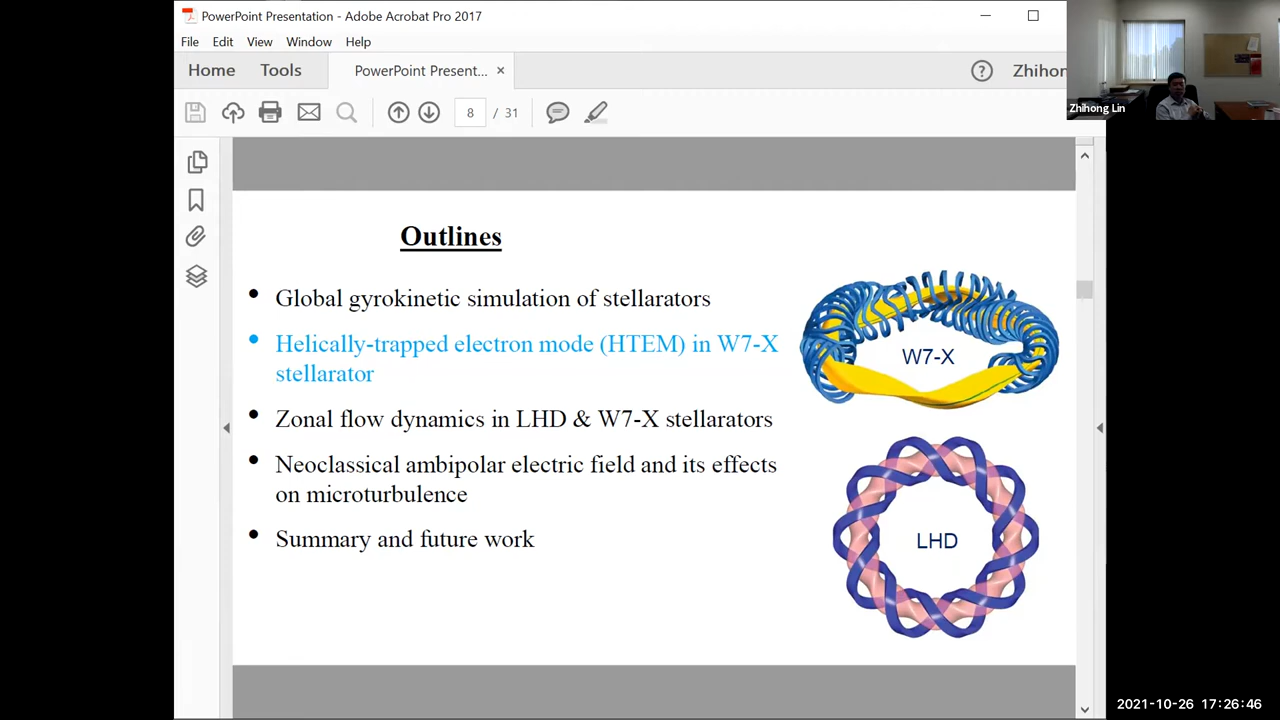 PowerPoint Presentation - Adobe Acrobat Pro 2017
File Edit View Window Help
Home Tools PowerPoint Present... × ? Zhihon
Zhihong Lin
8 / 31
Outlines
• Global gyrokinetic simulation of stellarators
• Helically-trapped electron mode (HTEM) in W7-X
stellarator
• Zonal flow dynamics in LHD & W7-X stellarators
• Neoclassical ambipolar electric field and its effects
on microturbulence
• Summary and future work
W7-X
LHD
2021-10-26 17:26:46